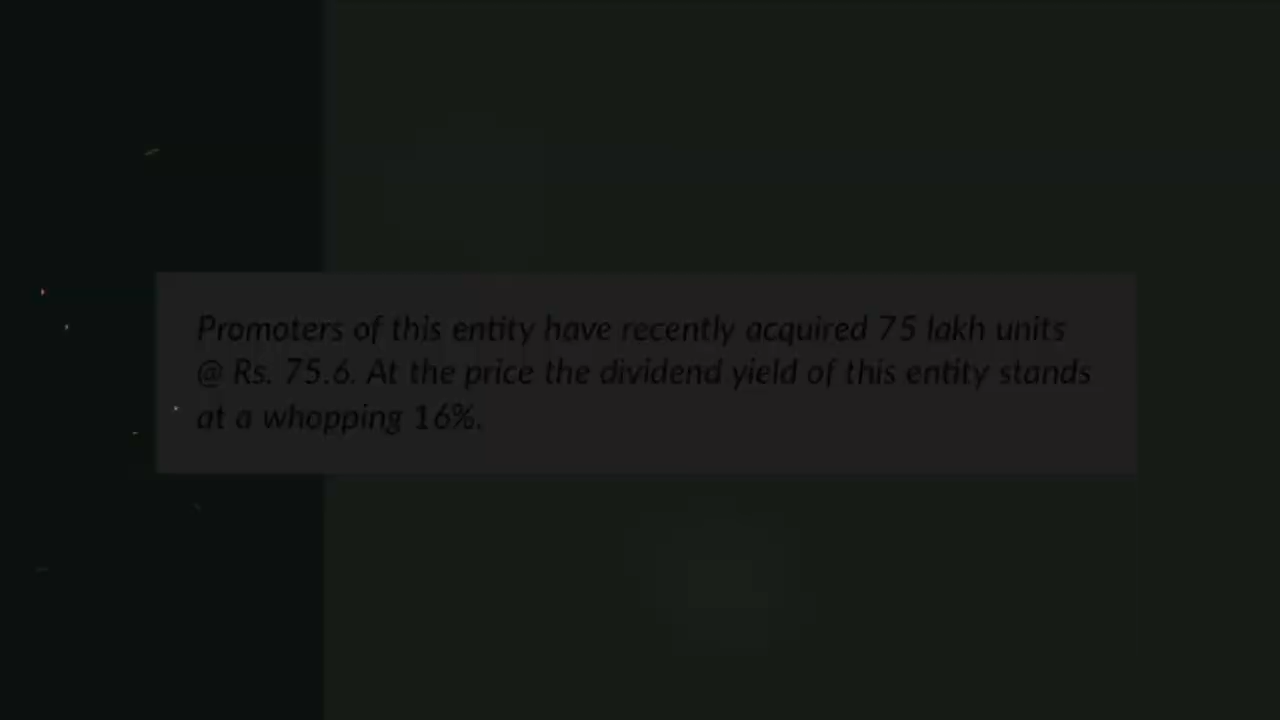 Promoters of this entity have recently acquired 75 lakh units
@ Rs. 75.6. At the price the dividend yield of this entity stands
at a whopping 16%.